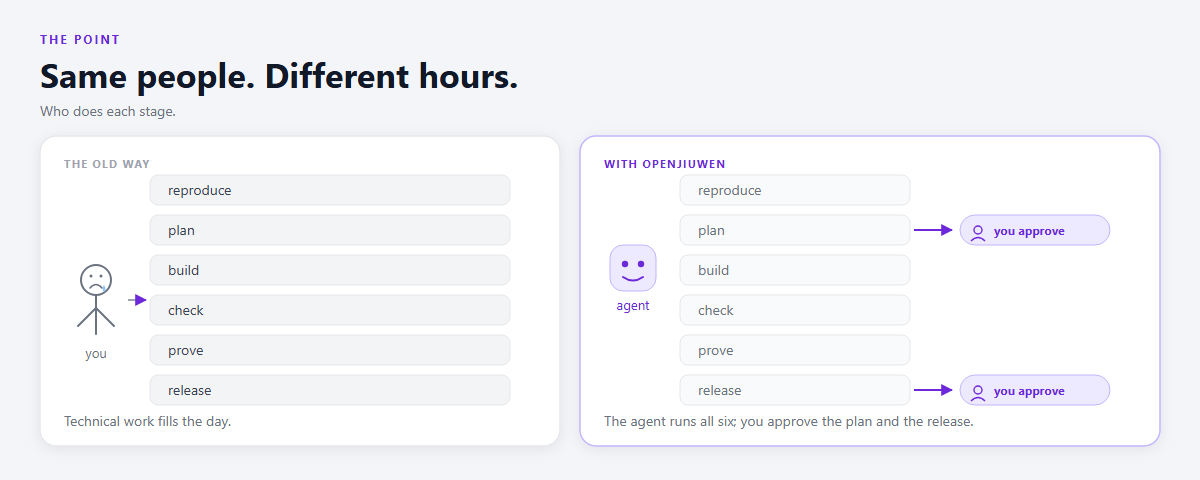 THE POINT
Same people. Different hours.
Who does each stage.
THE OLD WAY
reproduce
plan
build
check
prove
release
you
Technical work fills the day.
WITH OPENJIUWEN
reproduce
plan
you approve
build
agent
check
prove
release
you approve
The agent runs all six; you approve the plan and the release.